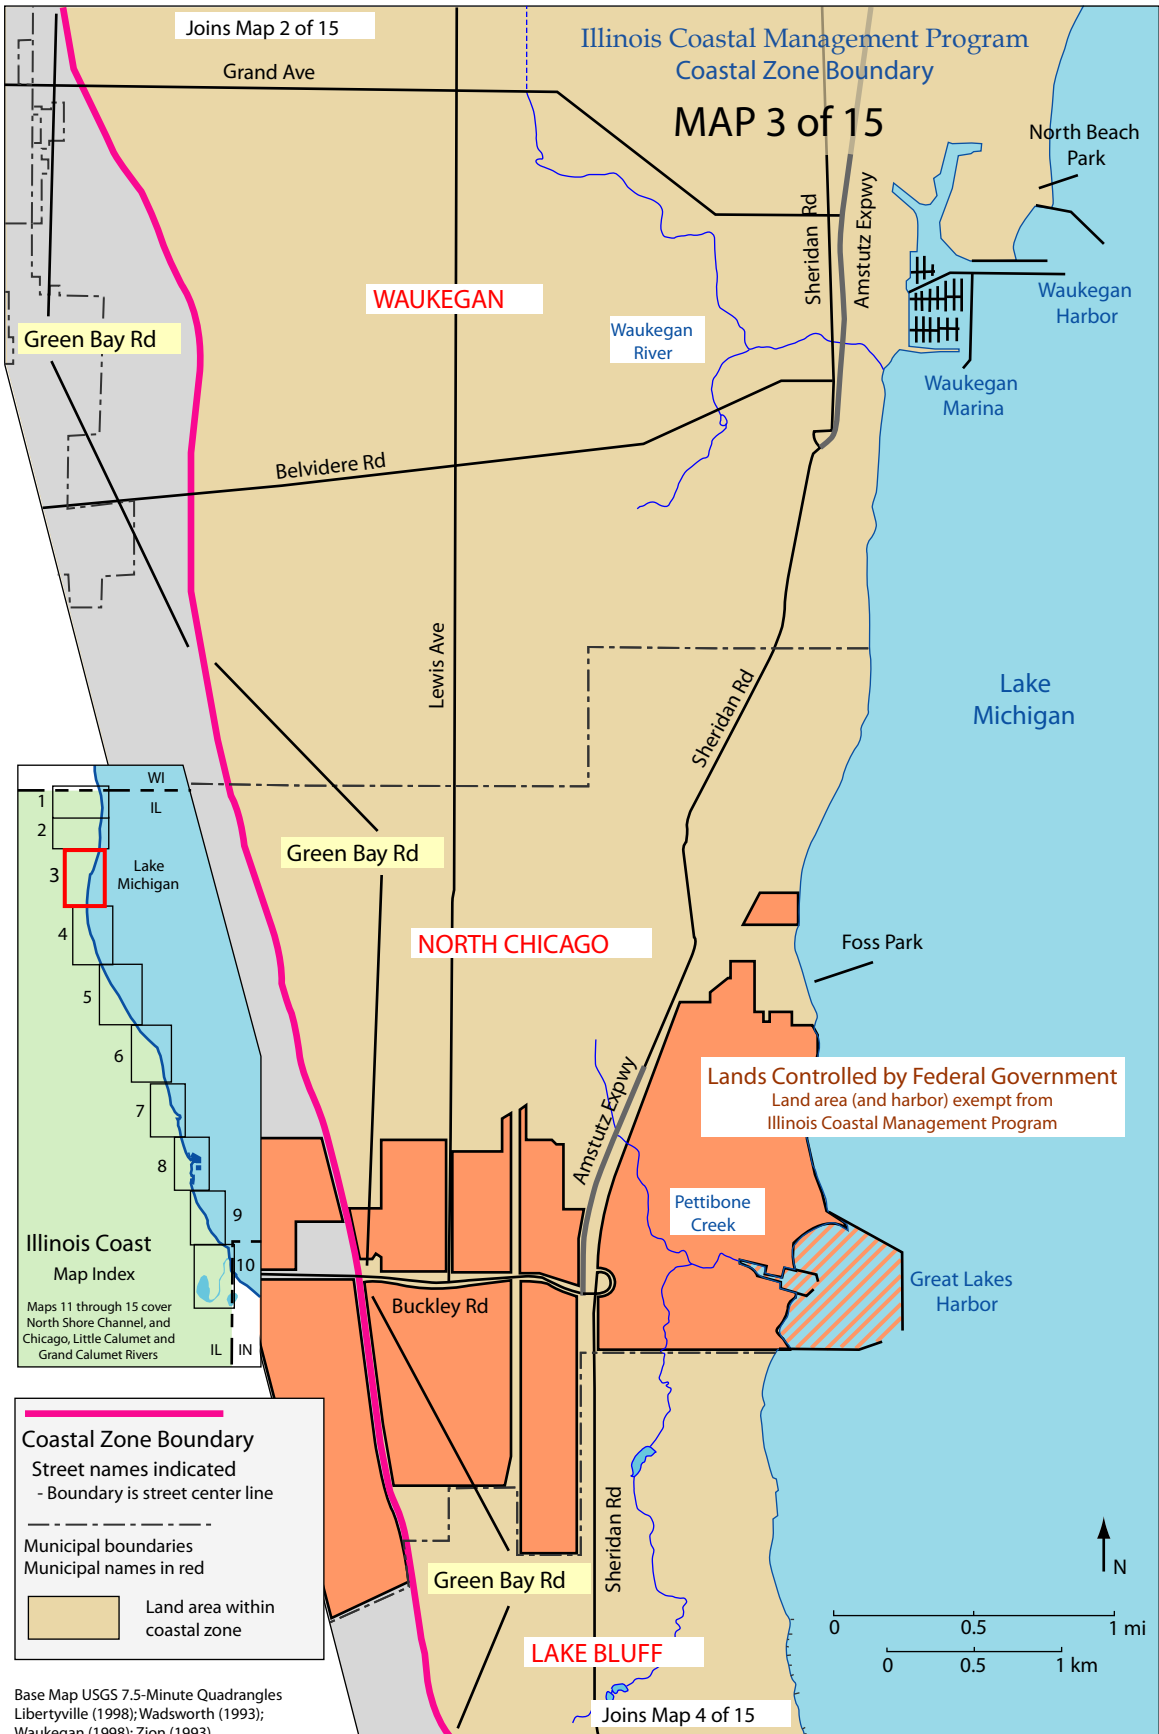 Joins Map 2 of 15
Illinois Coastal Management Program
Coastal Zone Boundary
MAP 3 of 15
Grand Ave
North Beach
Park
Sheridan Rd
Amstutz Expwy
WAUKEGAN
Waukegan
River
Waukegan
Harbor
Green Bay Rd
Waukegan
Marina
Belvidere Rd
Lewis Ave
Sheridan Rd
Lake
Michigan
Green Bay Rd
NORTH CHICAGO
Foss Park
Amstutz Expwy
Lands Controlled by Federal Government
Land area (and harbor) exempt from
Illinois Coastal Management Program
Pettibone
Creek
Great Lakes
Harbor
Buckley Rd
WI
IL
1
2
3
Lake
Michigan
4
5
6
7
8
9
10
Illinois Coast
Map Index
Maps 11 through 15 cover
North Shore Channel, and
Chicago, Little Calumet and
Grand Calumet Rivers
IL
IN
Coastal Zone Boundary
Street names indicated
- Boundary is street center line
Municipal boundaries
Municipal names in red
Land area within
coastal zone
Sheridan Rd
Green Bay Rd
LAKE BLUFF
N
0 0.5 1 mi
0 0.5 1 km
Joins Map 4 of 15
Base Map USGS 7.5-Minute Quadrangles
Libertyville (1998); Wadsworth (1993);
Waukegan (1998); Zion (1993)